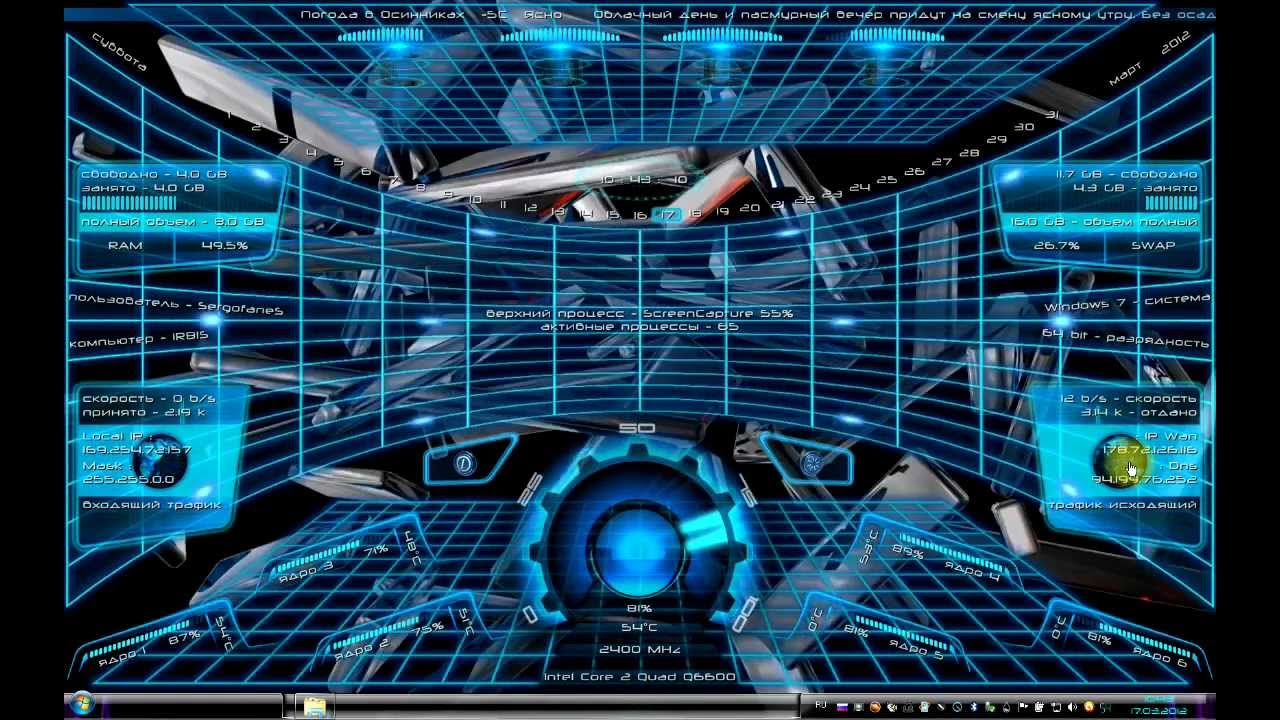 Погода в Осинниках -5C Ясно Облачный день и пасмурный вечер придут на смену ясному утру. Без осад
суббота
март 2012
1 2 3 4 5 6 7 8 9 10 11 12 13 14 15 16 17 18 19 20 21 22 23 24 25 26 27 28 29 30 31
10 : 43 : 10
свободно - 4.0 GB
занято - 4.0 GB
полный объем - 8.0 GB
RAM 49.5%
11.7 GB - свободно
4.3 GB - занято
16.0 GB - объем полный
26.7% SWAP
пользователь - Sergofaries
компьютер - IRBIS
верхний процесс - ScreenCapture 55%
активные процессы - 65
Windows 7 - система
64 bit - разрядность
скорость - 0 b/s
принято - 2.19 k
Local IP :
169.254.72.157
Mask :
255.255.0.0
входящий трафик
12 b/s - скорость
3.14 k - отдано
: IP Wan
178.72.126.116
: Dns
трафик исходящий
0 25 50 75 100
81%
54°C
2400 MHz
Intel Core 2 Quad Q6600
ядро 3 71% 48°C
ядро 1 87% 54°C
ядро 2 75% 51°C
53°C 89% ядро 4
0°C 81% ядро 5
0°C 81% ядро 6
RU
17.03.2012